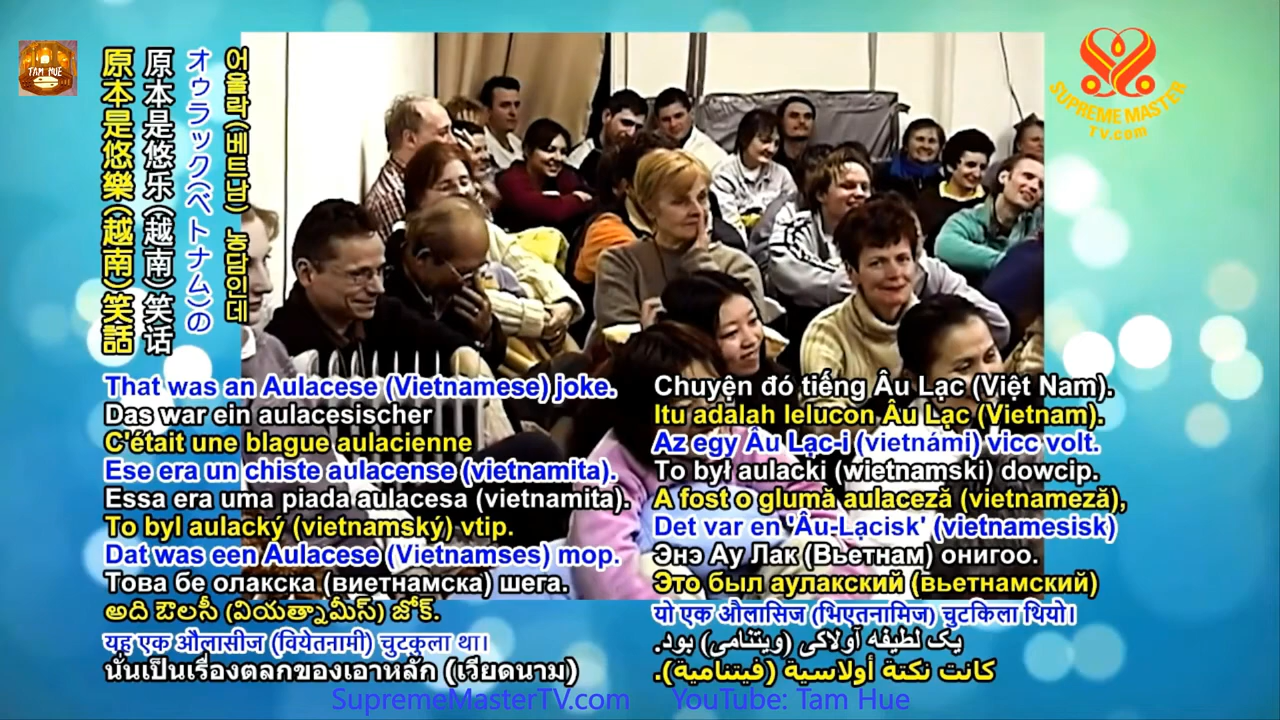 TAM HUE
SUPREME MASTER
TV.com
어울락 (베트남) 농담인데
オゥラック(ベトナム)の
原本是悠乐(越南)笑话
原本是悠樂(越南)笑話
That was an Aulacese (Vietnamese) joke.
Das war ein aulacesischer
C'était une blague aulacienne
Ese era un chiste aulacense (vietnamita).
Essa era uma piada aulacesa (vietnamita).
To byl aulacký (vietnamský) vtip.
Dat was een Aulacese (Vietnamses) mop.
Това бе олакска (виетнамска) шега.
అది ఔలసీ (వియత్నామీస్) జోక్.
यह एक औलासीज (वियेतनामी) चुटकुला था।
นั่นเป็นเรื่องตลกของเอาหลัก (เวียดนาม)
Chuyện đó tiếng Âu Lạc (Việt Nam).
Itu adalah lelucon Âu Lạc (Vietnam).
Az egy Âu Lạc-i (vietnámi) vicc volt.
To był aulacki (wietnamski) dowcip.
A fost o glumă aulaceză (vietnameză),
Det var en 'Âu-Lạcisk' (vietnamesisk)
Энэ Ау Лак (Вьетнам) онигоо.
Это был аулакский (вьетнамский)
यो एक औलासिज (भिएतनामिज) चुटकिला थियो।
یک لطیفه آولاکی (ویتنامی) بود.
كانت نكتة أولاسية (فيتنامية).
SupremeMasterTV.com YouTube: Tam Hue